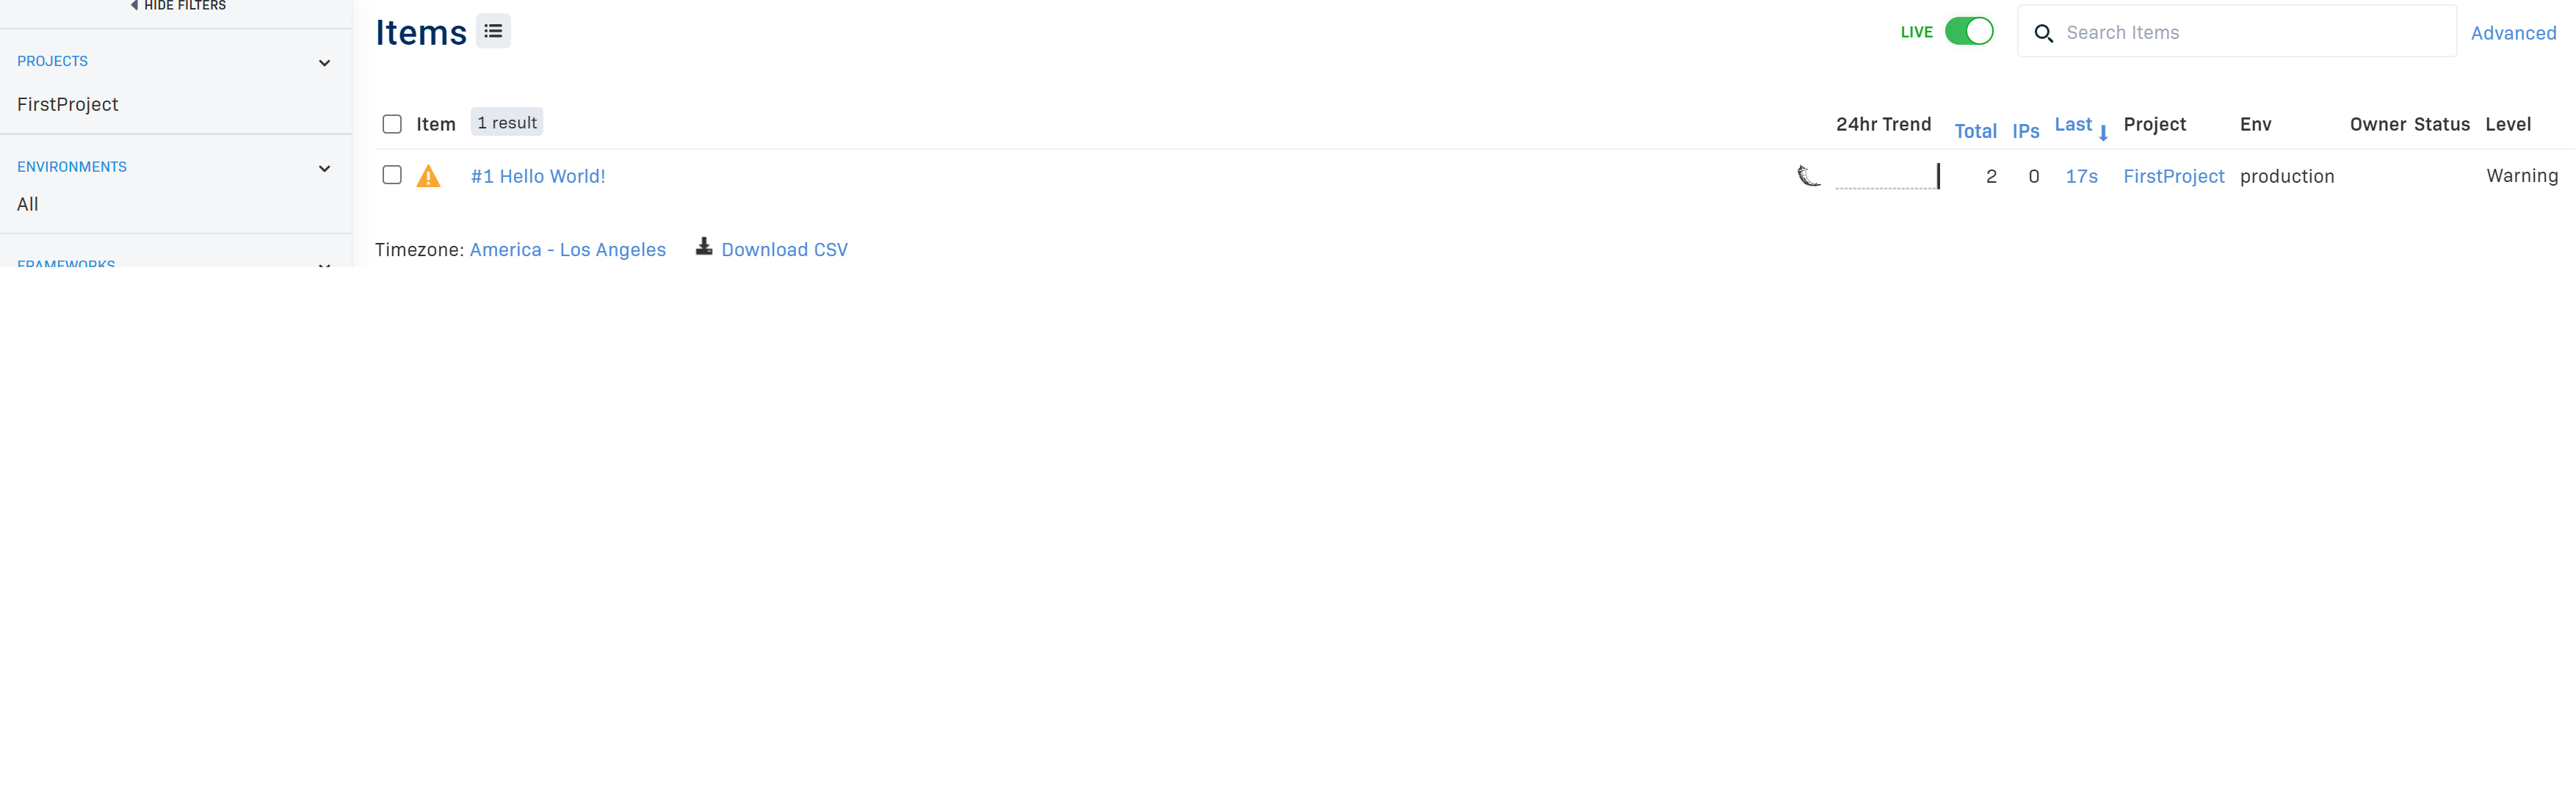 HIDE FILTERS
PROJECTS
FirstProject
ENVIRONMENTS
All
FRAMEWORKS
Items
LIVE
Search Items
Advanced
Item 1 result 24hr Trend Total IPs Last Project Env Owner Status Level
#1 Hello World! 2 0 17s FirstProject production Warning
Timezone: America - Los Angeles Download CSV